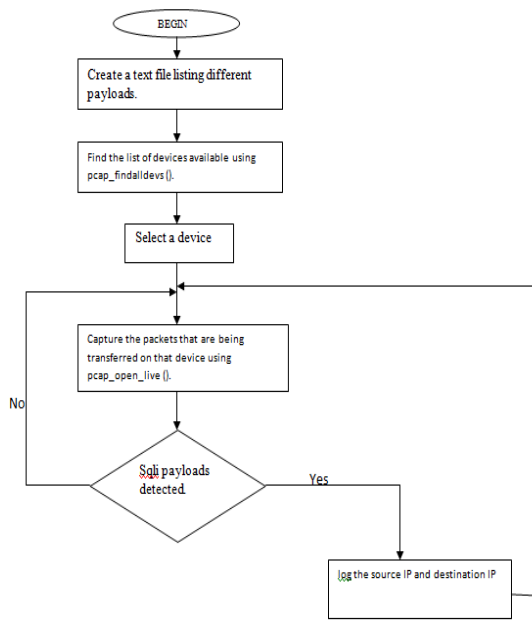 BEGIN
Create a text file listing different
payloads.
Find the list of devices available using
pcap_findalldevs ().
Select a device
Capture the packets that are being
transferred on that device using
pcap_open_live ().
No
Sqli payloads
detected.
Yes
log the source IP and destination IP